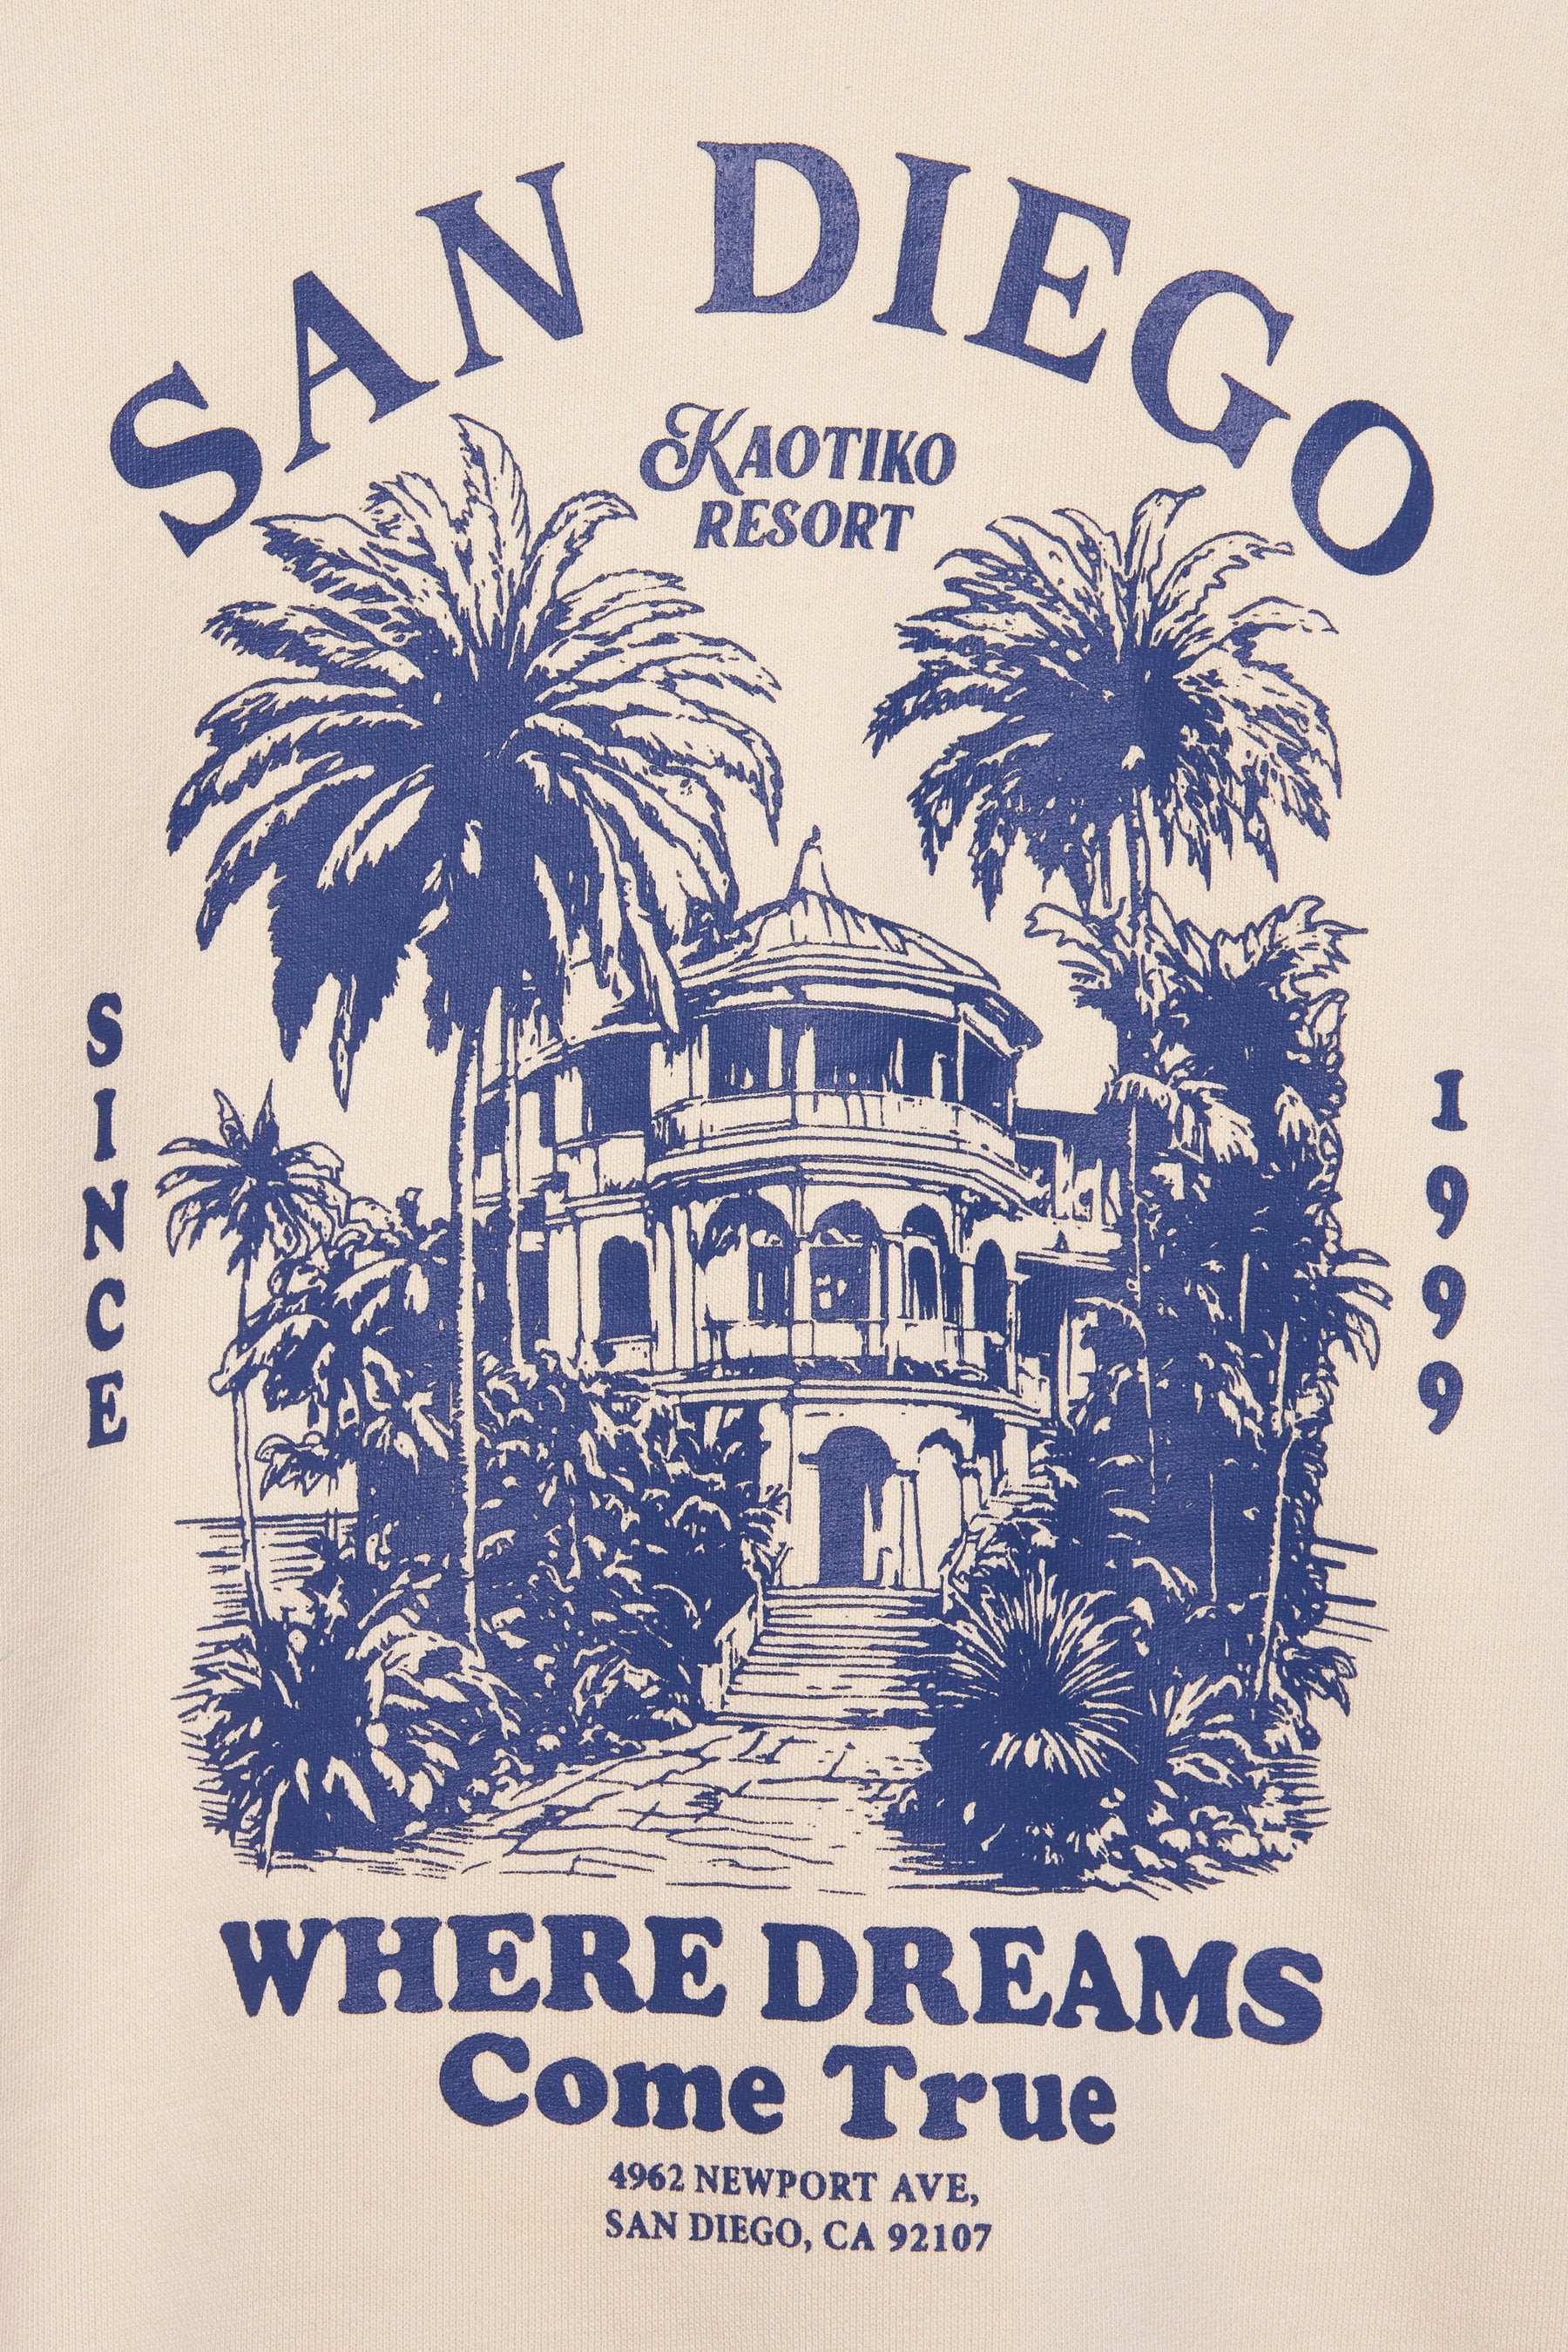 SAN DIEGO
KAOTIKO
RESORT
SINCE
1999
WHERE DREAMS
Come True
4962 NEWPORT AVE,
SAN DIEGO, CA 92107